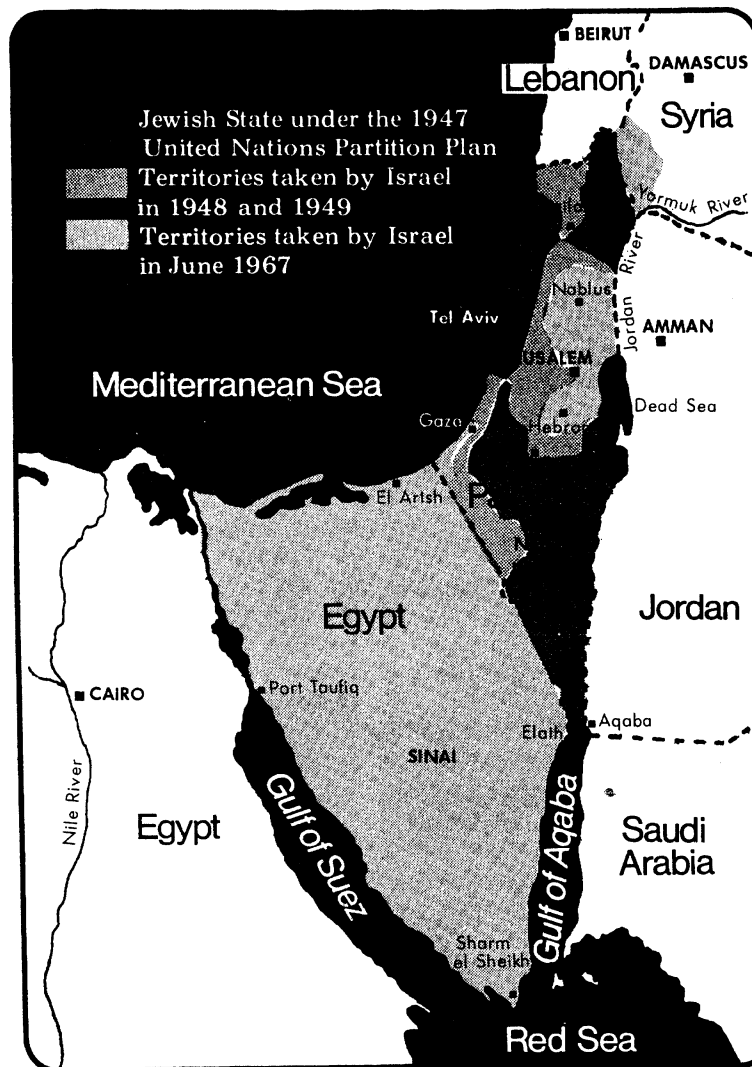 BEIRUT
DAMASCUS
Lebanon
Syria
Jewish State under the 1947
United Nations Partition Plan
Territories taken by Israel
in 1948 and 1949
Territories taken by Israel
in June 1967
Yarmuk River
Jordan River
Nablus
Tel Aviv
AMMAN
USALEM
Mediterranean Sea
Dead Sea
Gaza
Hebron
El Arish
Egypt
Jordan
Port Taufiq
CAIRO
Elath
Aqaba
SINAI
Nile River
Egypt
Gulf of Suez
Gulf of Aqaba
Saudi
Arabia
Sharm
el Sheikh
Red Sea